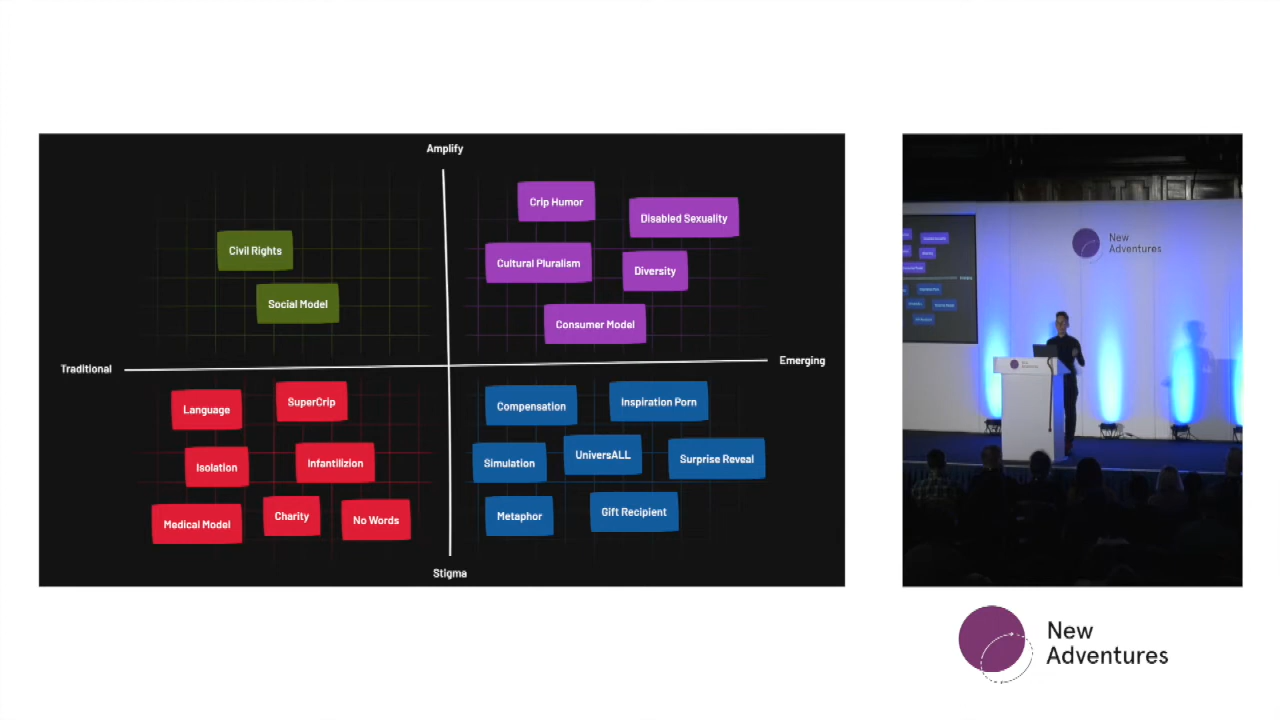 Amplify
Crip Humor
Disabled Sexuality
Civil Rights
Cultural Pluralism
Diversity
Social Model
Consumer Model
Traditional
Emerging
Language
SuperCrip
Compensation
Inspiration Porn
Isolation
Infantilizion
Simulation
UniversALL
Surprise Reveal
Medical Model
Charity
No Words
Metaphor
Gift Recipient
Stigma
New
Adventures
New
Adventures